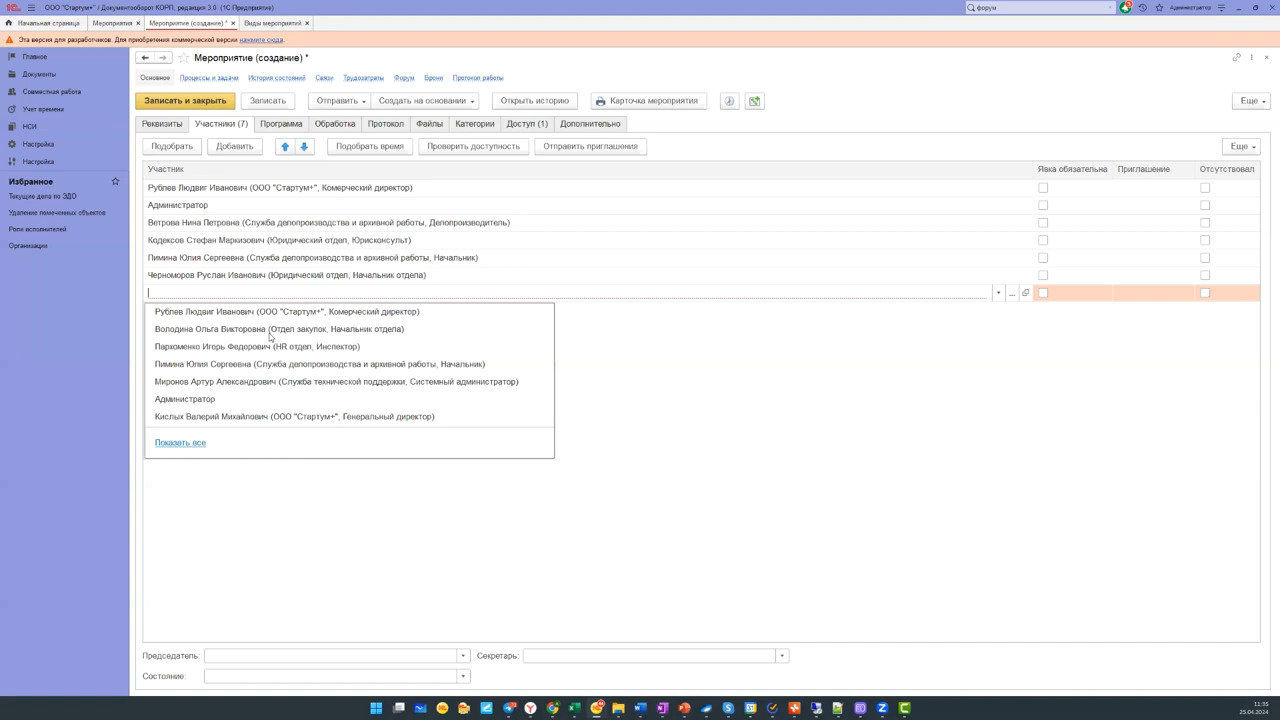 ООО "Стартум+" / Документооборот КОРП, редакция 3.0 (1С:Предприятие)
форум
Администратор
Начальная страница
Мероприятия ×
Мероприятие (создание) * ×
Виды мероприятий ×
Эта версия для разработчиков. Для приобретения коммерческой версии нажмите сюда.
Главное
Документы
Совместная работа
Учет времени
НСИ
Настройка
Настройка
Избранное
Текущие дела по ЭДО
Удаление помеченных объектов
Роли исполнителей
Организации
Мероприятие (создание) *
Основное Процессы и задачи История состояний Связи Трудозатраты Форум Брони Протокол работы
Записать и закрыть Записать Отправить Создать на основании Открыть историю Карточка мероприятия Еще
Реквизиты Участники (7) Программа Обработка Протокол Файлы Категории Доступ (1) Дополнительно
Подобрать Добавить Подобрать время Проверить доступность Отправить приглашения Еще
Участник Явка обязательна Приглашение Отсутствовал
Рублев Людвиг Иванович (ООО "Стартум+", Комерческий директор)
Администратор
Ветрова Нина Петровна (Служба делопроизводства и архивной работы, Делопроизводитель)
Кодексов Стефан Маркизович (Юридический отдел, Юрисконсульт)
Пимина Юлия Сергеевна (Служба делопроизводства и архивной работы, Начальник)
Черноморов Руслан Иванович (Юридический отдел, Начальник отдела)
Рублев Людвиг Иванович (ООО "Стартум+", Комерческий директор)
Володина Ольга Викторовна (Отдел закупок, Начальник отдела)
Пархоменко Игорь Федорович (HR отдел, Инспектор)
Пимина Юлия Сергеевна (Служба делопроизводства и архивной работы, Начальник)
Миронов Артур Александрович (Служба технической поддержки, Системный администратор)
Администратор
Кислых Валерий Михайлович (ООО "Стартум+", Генеральный директор)
Показать все
Председатель: Секретарь:
Состояние:
11:35
25.04.2024